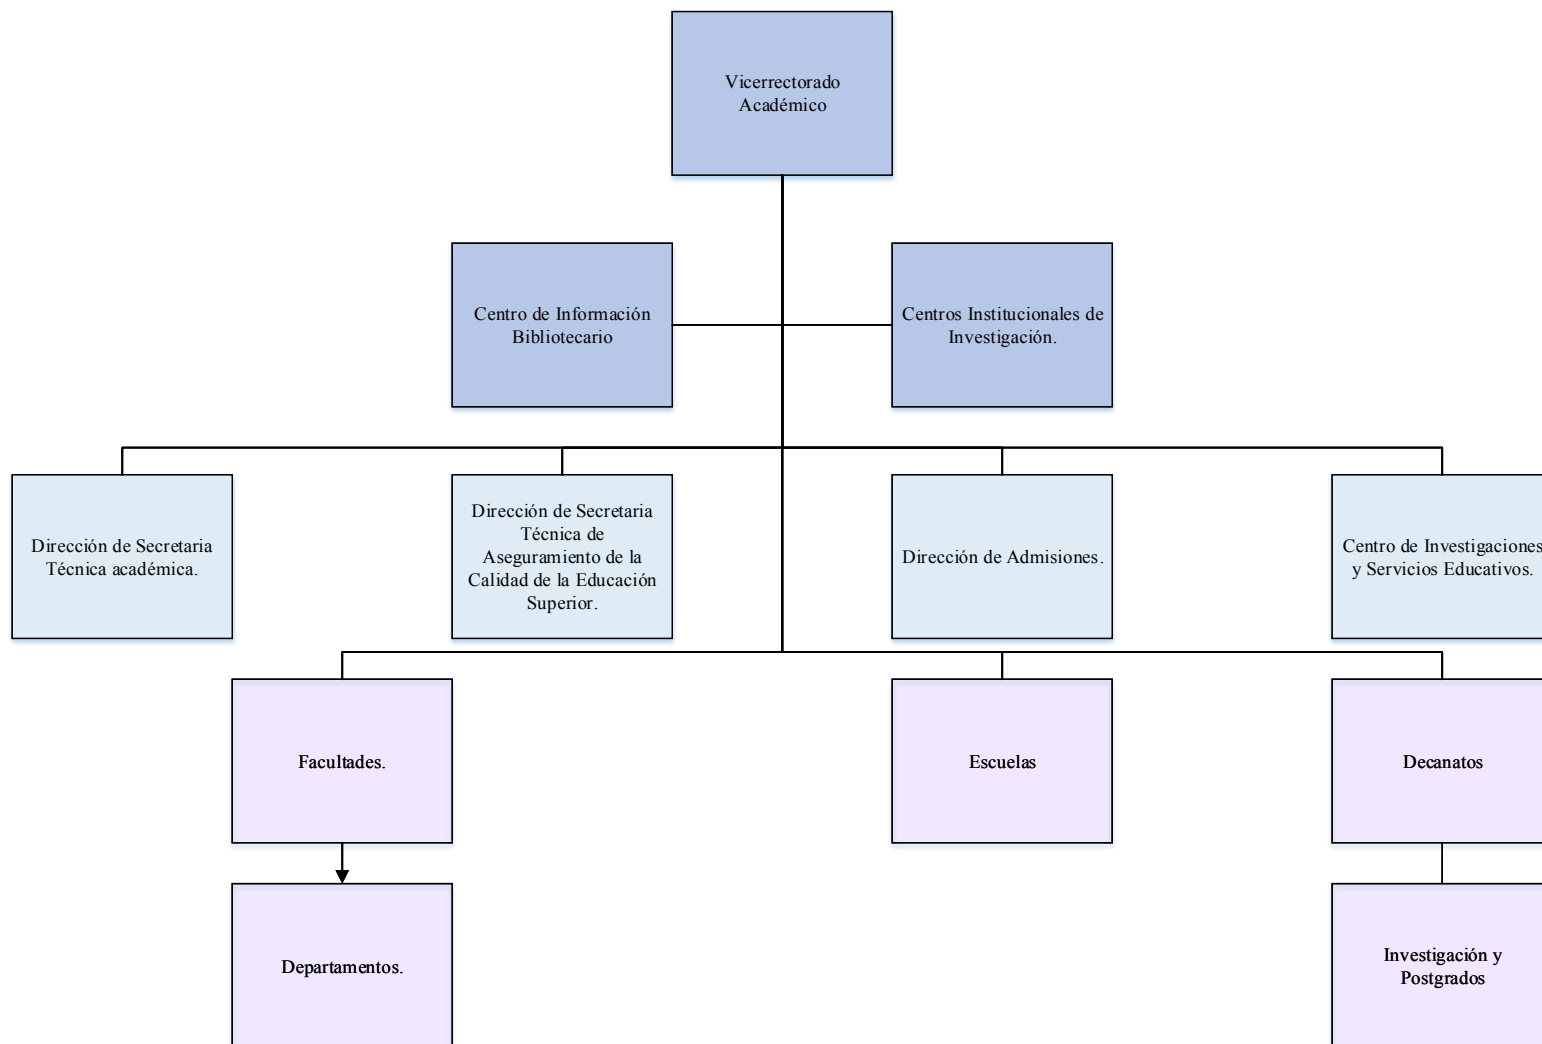 Vicerrectorado
Académico
Centro de Información
Bibliotecario
Centros Institucionales de
Investigación.
Dirección de Secretaria
Técnica académica.
Dirección de Secretaria
Técnica de
Aseguramiento de la
Calidad de la Educación
Superior.
Dirección de Admisiones.
Centro de Investigaciones
y Servicios Educativos.
Facultades.
Escuelas
Decanatos
Departamentos.
Investigación y
Postgrados